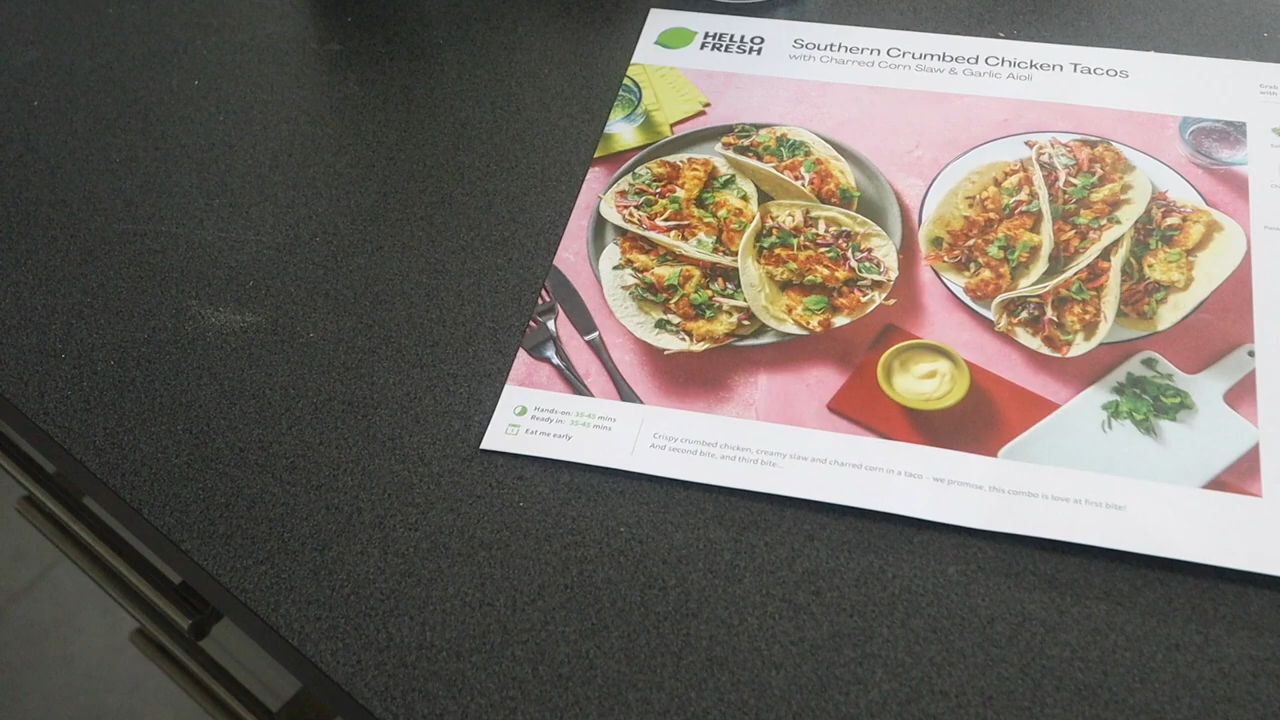 HELLO
FRESH
Southern Crumbed Chicken Tacos
with Charred Corn Slaw & Garlic Aioli
Grab
with
Hands-on: 35-45 mins
Ready in: 35-45 mins
Eat me early
Crispy crumbed chicken, creamy slaw and charred corn in a taco – we promise, this combo is love at first bite!
And second bite, and third bite...